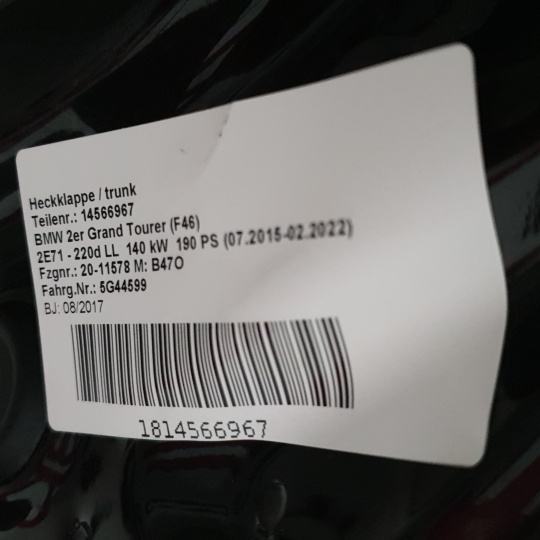 Heckklappe / trunk
Teilenr.: 14566967
BMW 2er Grand Tourer (F46)
2E71 - 220d LL 140 kW 190 PS (07.2015-02.2022)
Fzgnr.: 20-11578 M: B47O
Fahrg.Nr.: 5G44599
BJ: 08/2017
1814566967